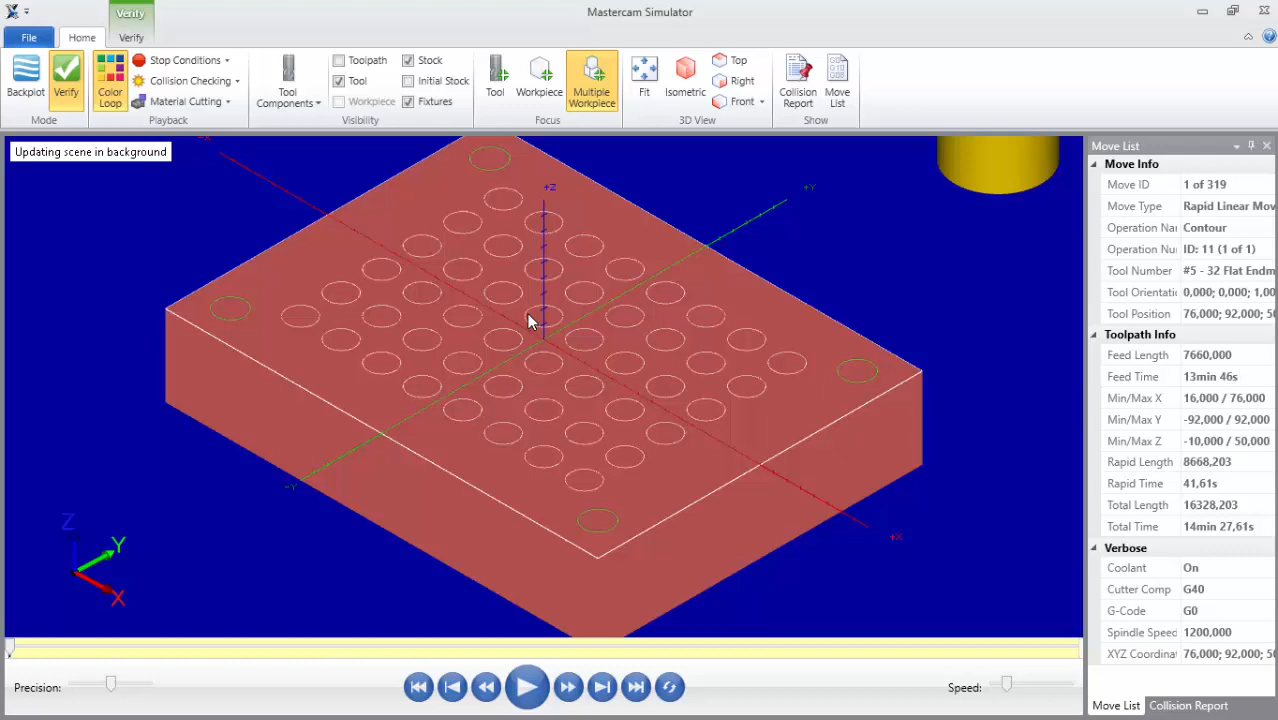 Verify
Mastercam Simulator
File
Home
Verify
Backplot
Verify
Mode
Color Loop
Stop Conditions
Collision Checking
Material Cutting
Playback
Tool Components
Toolpath
Tool
Workpiece
Stock
Initial Stock
Fixtures
Visibility
Tool
Workpiece
Multiple Workpiece
Focus
Fit
Isometric
Top
Right
Front
3D View
Collision Report
Move List
Show
Updating scene in background
+Z
+Y
-Y
+X
Z
Y
X
Move List
Move Info
Move ID 1 of 319
Move Type Rapid Linear Mov
Operation Nar Contour
Operation Nu ID: 11 (1 of 1)
Tool Number #5 - 32 Flat Endm
Tool Orientati 0,000; 0,000; 1,00
Tool Position 76,000; 92,000; 5
Toolpath Info
Feed Length 7660,000
Feed Time 13min 46s
Min/Max X 16,000 / 76,000
Min/Max Y -92,000 / 92,000
Min/Max Z -10,000 / 50,000
Rapid Length 8668,203
Rapid Time 41,61s
Total Length 16328,203
Total Time 14min 27,61s
Verbose
Coolant On
Cutter Comp G40
G-Code G0
Spindle Speed 1200,000
XYZ Coordinat 76,000; 92,000; 5
Precision:
Speed:
Move List
Collision Report